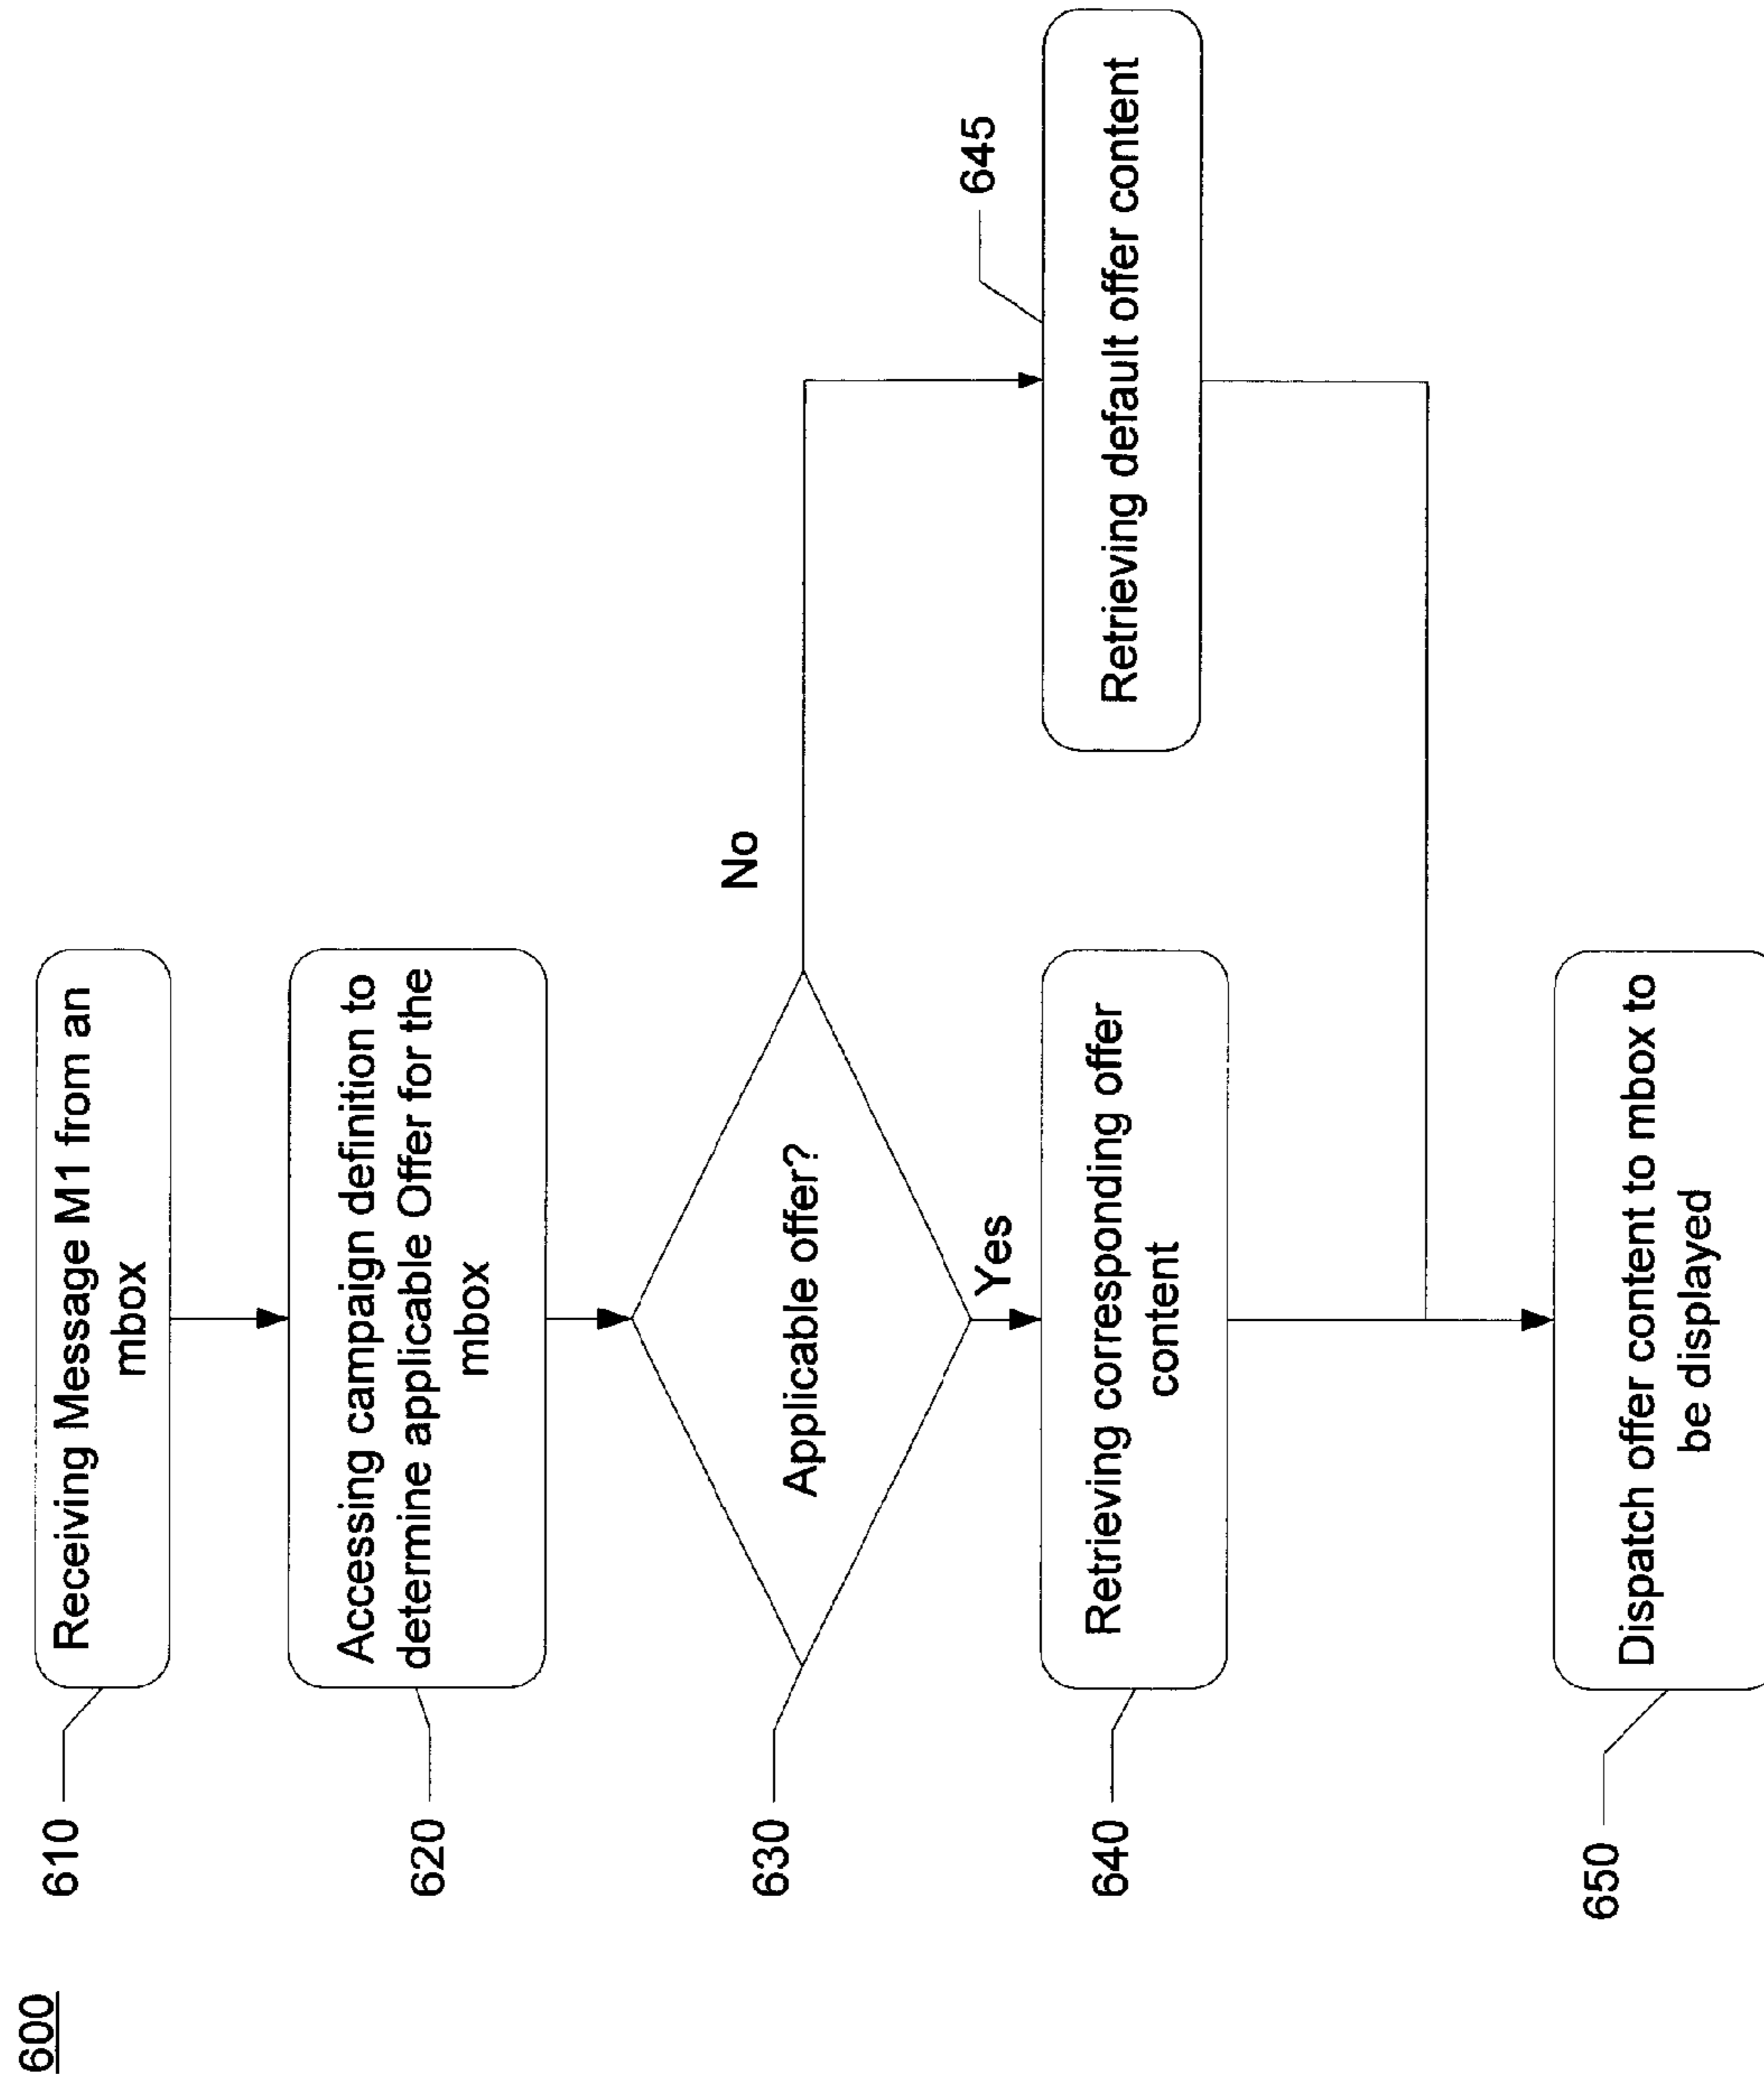 600
610
Receiving Message M1 from an
mbox
620
Accessing campaign definition to
determine applicable Offer for the
mbox
630
Applicable offer?
No
Yes
640
Retrieving corresponding offer
content
645
Retrieving default offer content
650
Dispatch offer content to mbox to
be displayed